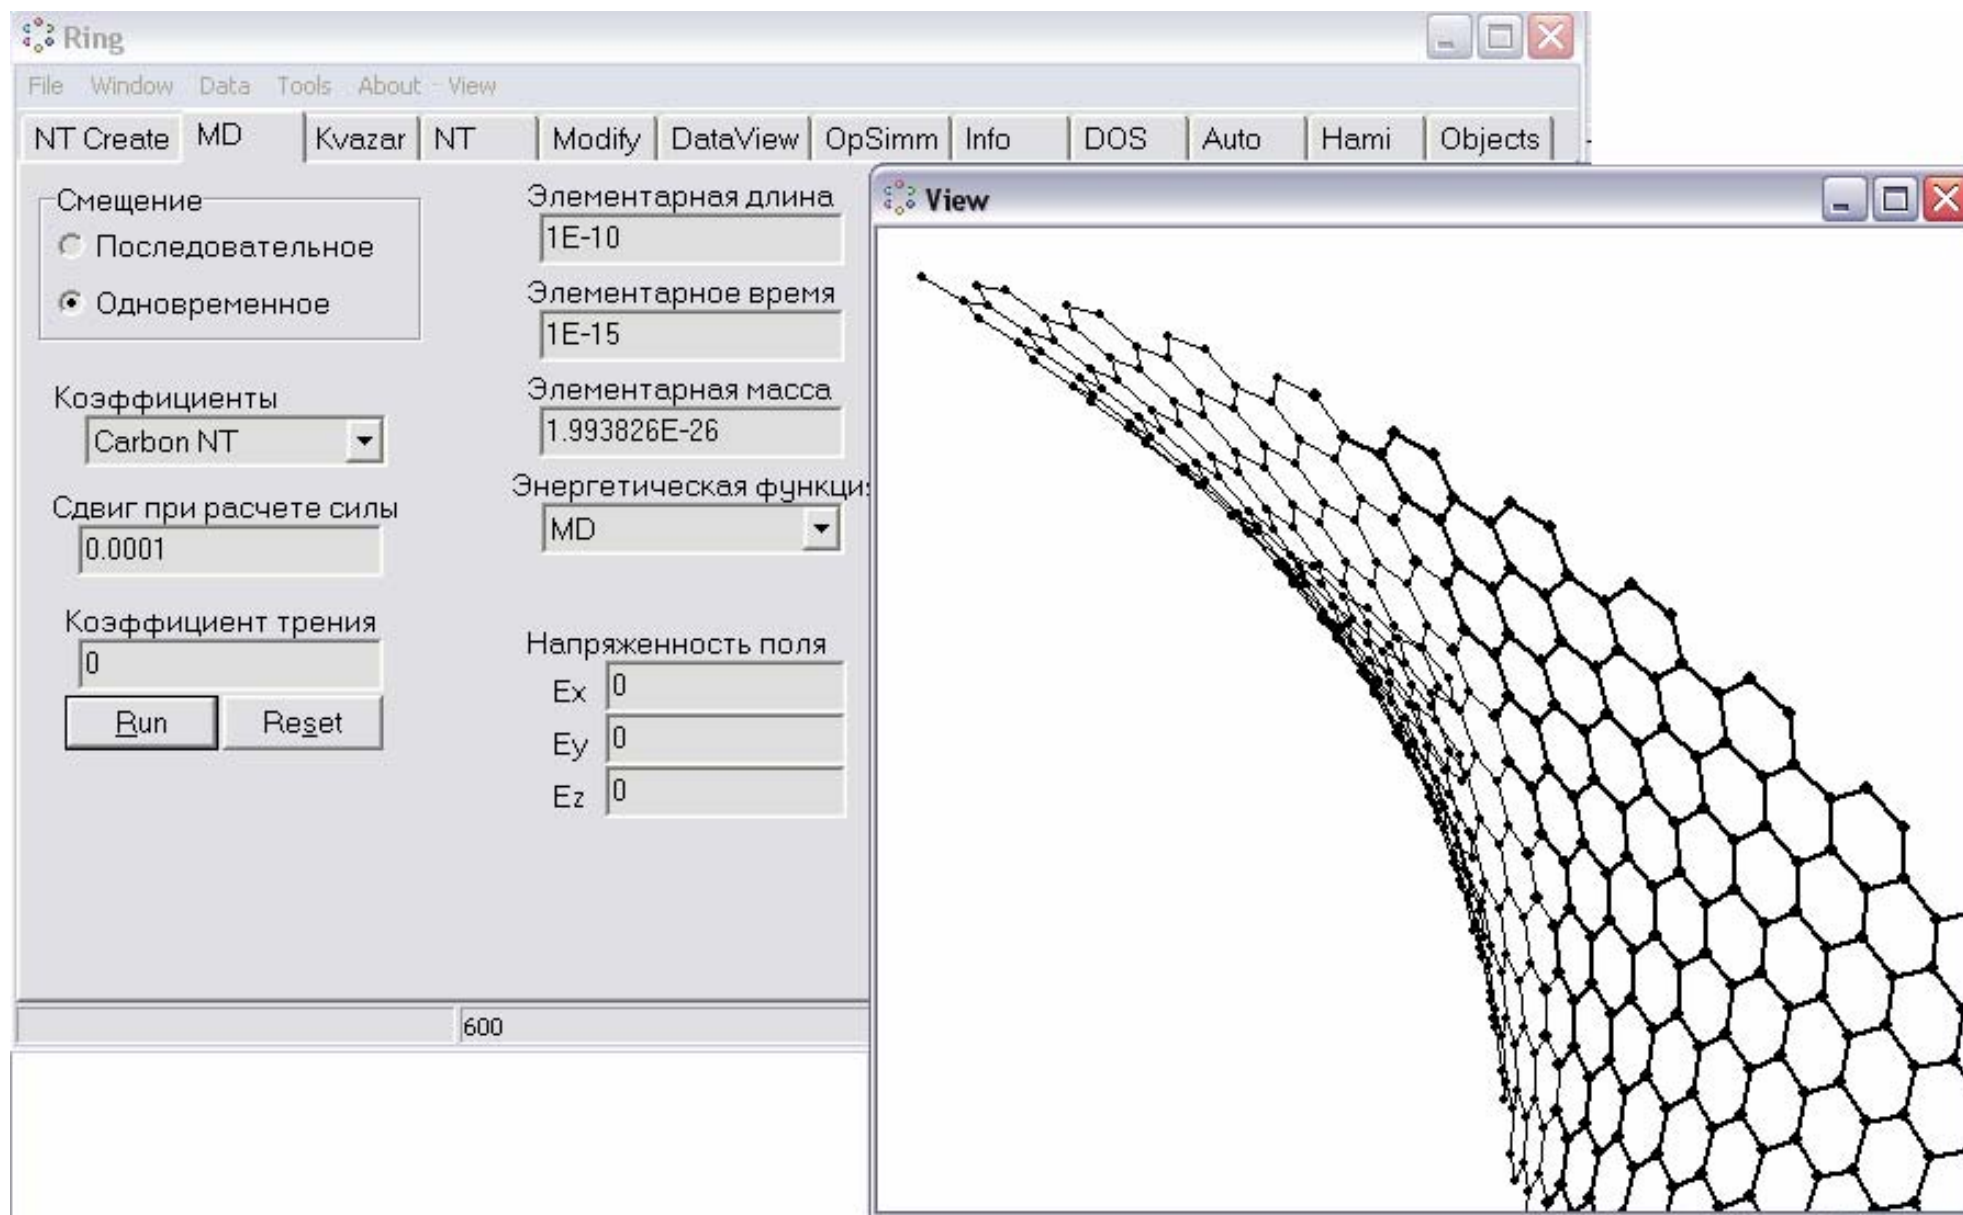 Ring
File Window Data Tools About View
NT Create MD Kvazar NT Modify DataView OpSimm Info DOS Auto Hami Objects
Смещение
Последовательное
Одновременное
Коэффициенты
Carbon NT
Сдвиг при расчете силы
0.0001
Коэффициент трения
0
Run Reset
Элементарная длина
1E-10
Элементарное время
1E-15
Элементарная масса
1.993826E-26
Энергетическая функци
MD
Напряженность поля
Ex 0
Ey 0
Ez 0
600
View